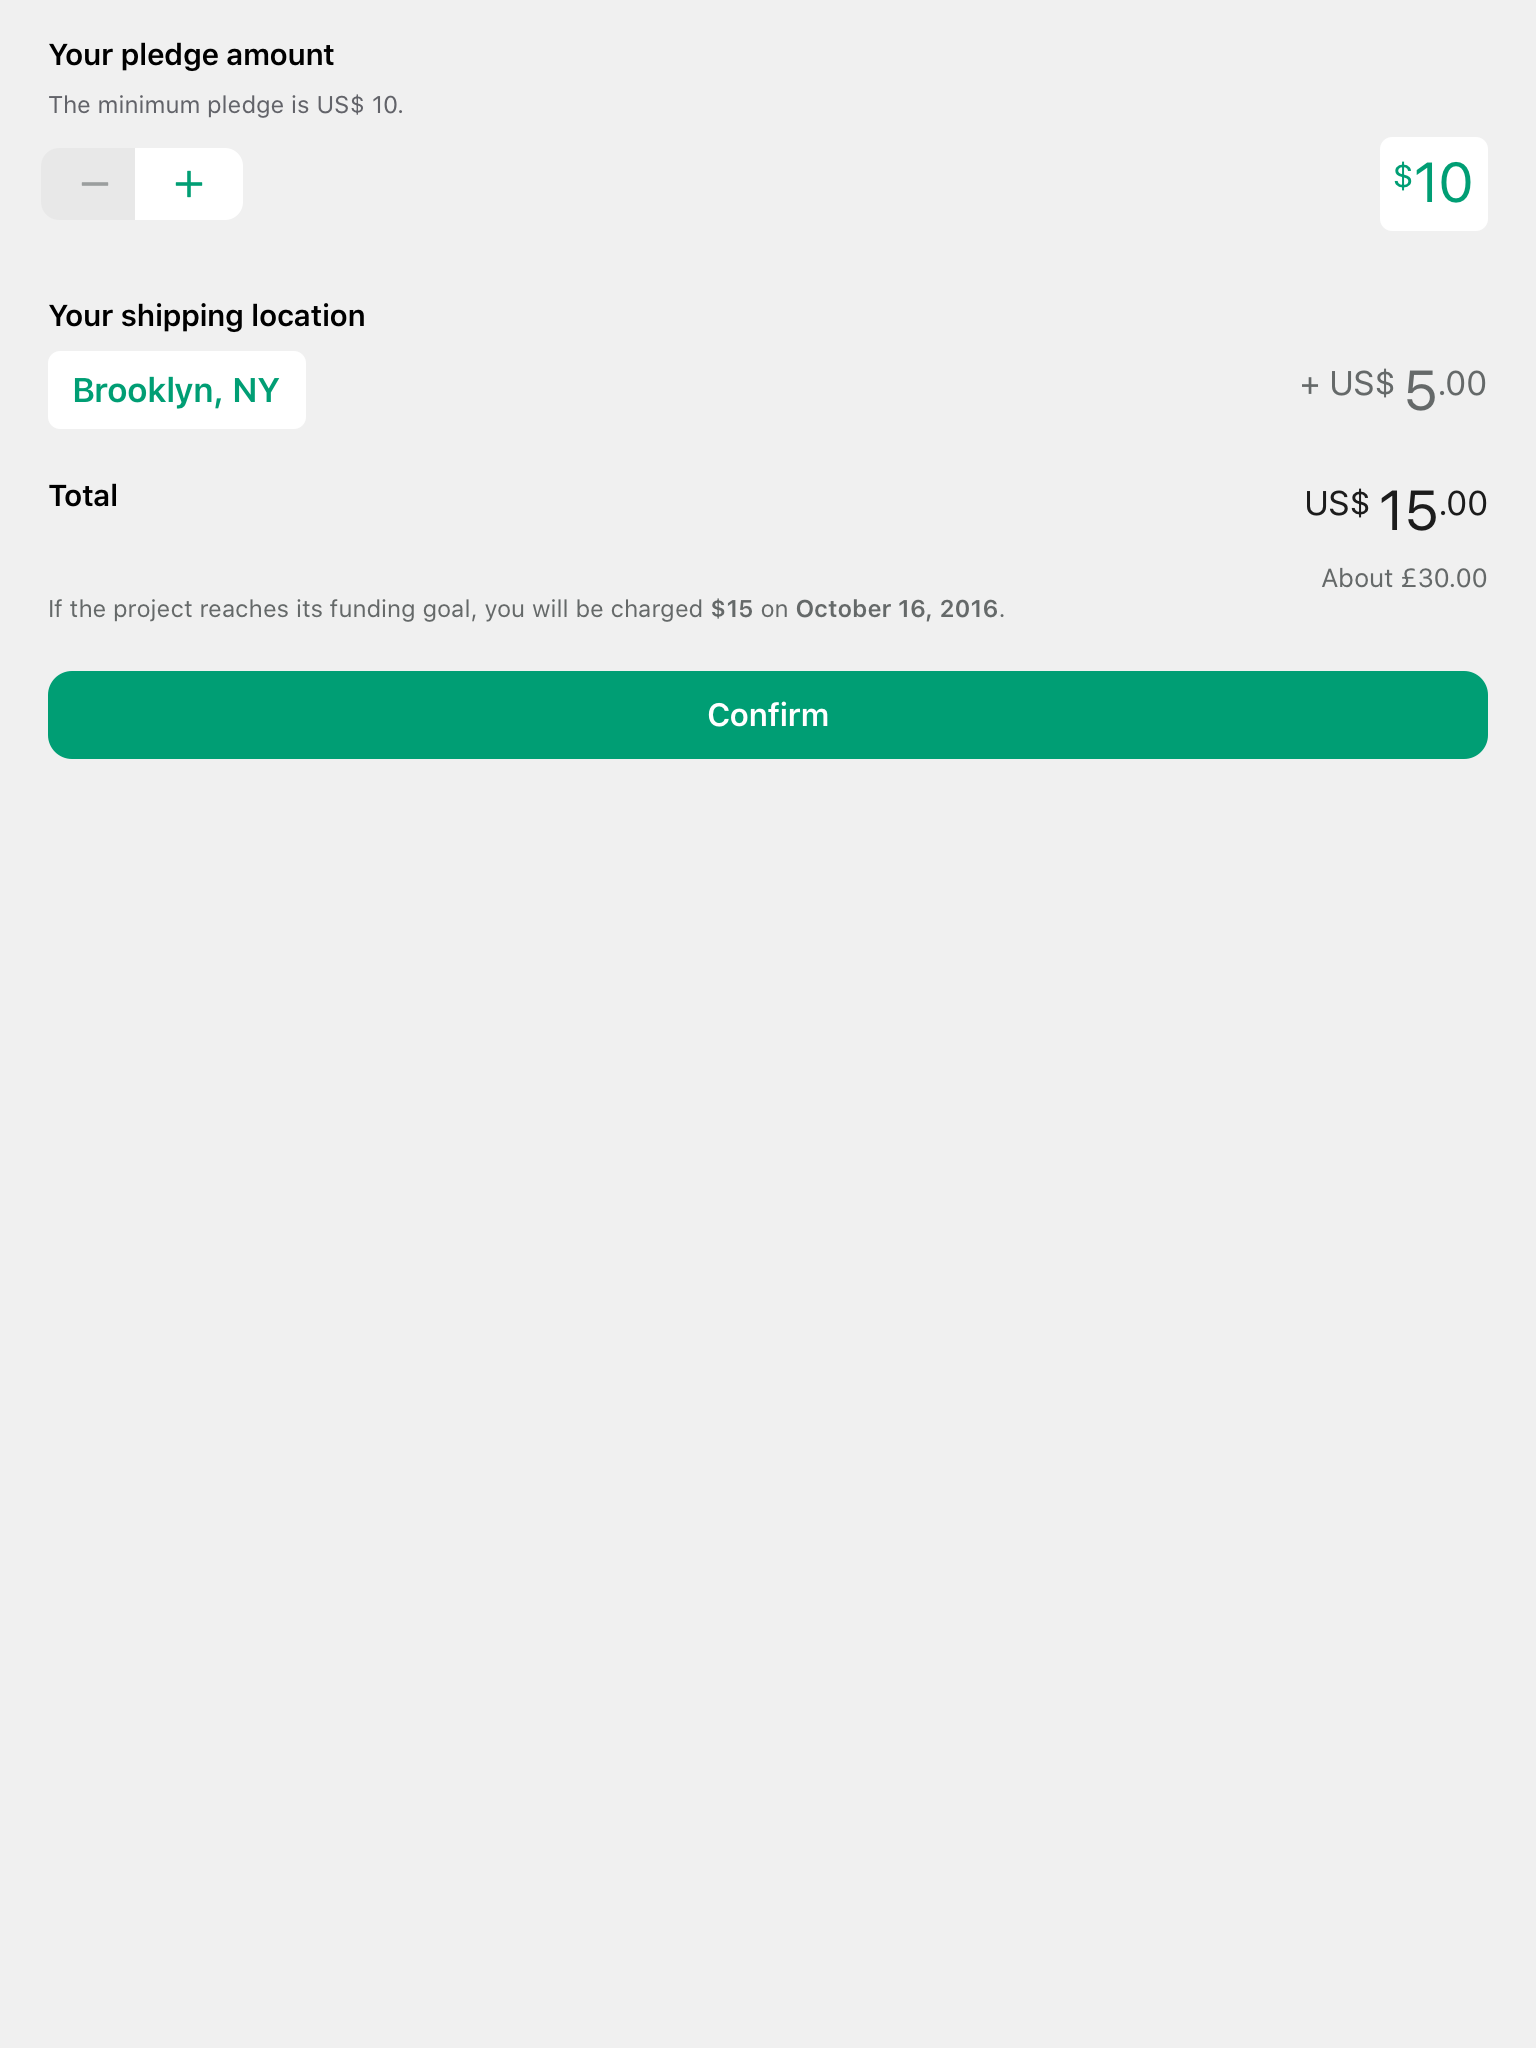 Your pledge amount
The minimum pledge is US$ 10.
− +
$10
Your shipping location
Brooklyn, NY
+ US$ 5.00
Total
US$ 15.00
About £30.00
If the project reaches its funding goal, you will be charged $15 on October 16, 2016.
Confirm